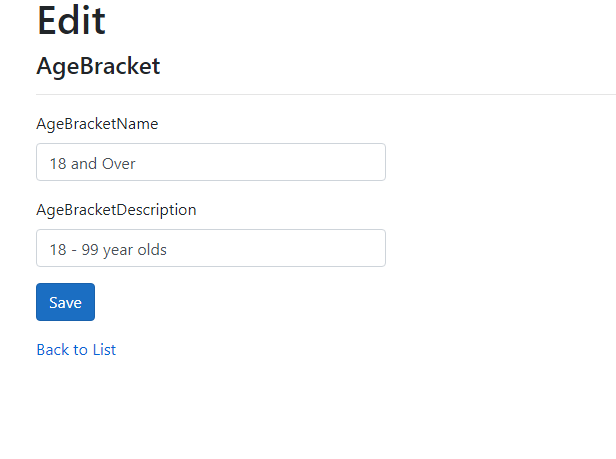 Edit
AgeBracket
AgeBracketName
18 and Over
AgeBracketDescription
18 - 99 year olds
Save
Back to List